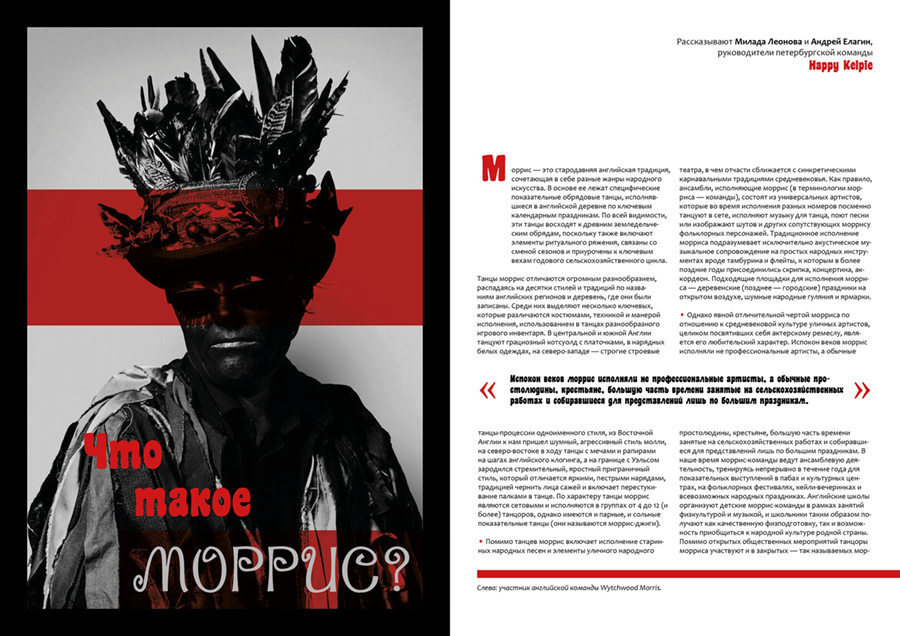 Что
такое
МОРРИС?
Рассказывают Милада Леонова и Андрей Елагин,
руководители петербургской команды
Happy Kelpie
Моррис — это стародавняя английская традиция,
сочетающая в себе разные жанры народного
искусства. В основе ее лежат специфические
показательные обрядовые танцы, исполняв-
шиеся в английской деревне по ключевым
календарным праздникам. По всей видимости,
эти танцы восходят к древним земледельче-
ским обрядам, поскольку также включают
элементы ритуального ряжения, связаны со
сменой сезонов и приурочены к ключевым
вехам годового сельскохозяйственного цикла.
Танцы моррис отличаются огромным разнообразием,
распадаясь на десятки стилей и традиций по назва-
ниям английских регионов и деревень, где они были
записаны. Среди них выделяют несколько ключевых,
которые различаются костюмами, техникой и манерой
исполнения, использованием в танцах разнообразного
игрового инвентаря. В центральной и южной Англии
танцуют грациозный котсуолд с платочками, в нарядных
белых одеждах, на северо-западе — строгие строевые
театра, в чем отчасти сближается с синкретическими
карнавальными традициями средневековья. Как правило,
ансамбли, исполняющие моррис (в терминологии мор-
риса — команды), состоят из универсальных артистов,
которые во время исполнения разных номеров посменно
танцуют в сете, исполняют музыку для танца, поют песни
или изображают шутов и других сопутствующих моррису
фольклорных персонажей. Традиционное исполнение
морриса подразумевает исключительно акустическое му-
зыкальное сопровождение на простых народных инстру-
ментах вроде тамбурина и флейты, к которым в более
поздние годы присоединились скрипка, концертина, ак-
кордеон. Подходящие площадки для исполнения морри-
са — деревенские (позднее — городские) праздники на
открытом воздухе, шумные народные гуляния и ярмарки.
• Однако явной отличительной чертой морриса по
отношению к средневековой культуре уличных артистов,
целиком посвятивших себя актерскому ремеслу, явля-
ется его любительский характер. Испокон веков моррис
исполняли не профессиональные артисты, а обычные
« Испокон веков моррис исполняли не профессиональные артисты, а обычные про-
столюдины, крестьяне, большую часть времени занятые на сельскохозяйственных
работах и собиравшиеся для представлений лишь по большим праздникам. »
танцы-процессии одноименного стиля, из Восточной
Англии к нам пришел шумный, агрессивный стиль молли,
на северо-востоке в ходу танцы с мечами и рапирами
на шагах английского клогинга, а на границе с Уэльсом
зародился стремительный, яростный приграничный
стиль, который отличается яркими, пестрыми нарядами,
традицией чернить лица сажей и включает перестуки-
вание палками в танце. По характеру танцы моррис
являются сетовыми и исполняются в группах от 4 до 12 (и
более) танцоров, однако имеются и парные, и сольные
показательные танцы (они называются моррис-джиги).
• Помимо танцев моррис включает исполнение старин-
ных народных песен и элементы уличного народного
простолюдины, крестьяне, большую часть времени
занятые на сельскохозяйственных работах и собиравши-
еся для представлений лишь по большим праздникам. В
наше время моррис-команды ведут ансамблевую дея-
тельность, тренируясь непрерывно в течение года для
показательных выступлений в пабах и культурных цен-
трах, на фольклорных фестивалях, кейли-вечеринках и
всевозможных народных праздниках. Английские школы
организуют детские моррис-команды в рамках занятий
физкультурой и музыкой, и школьники таким образом по-
лучают как качественную физподготовку, так и возмож-
ность приобщиться к народной культуре родной страны.
Помимо открытых общественных мероприятий танцоры
морриса участвуют и в закрытых — так называемых мор-
Слева: участник английской команды Wytchwood Morris.